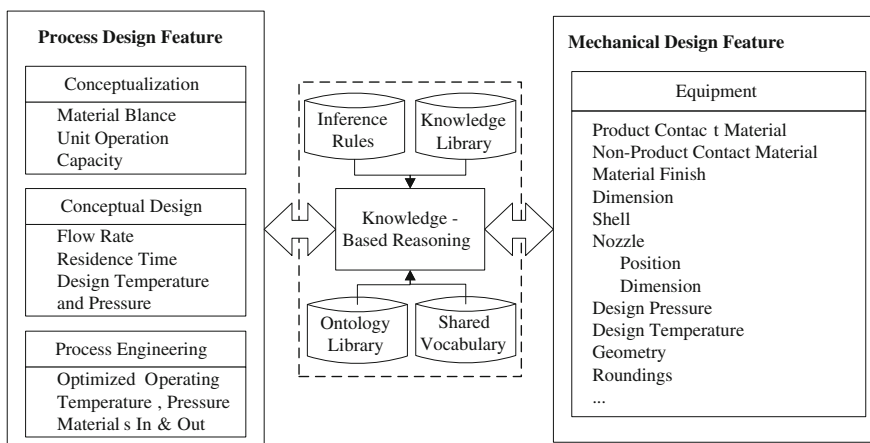 Process Design Feature
Conceptualization
Material Blance
Unit Operation
Capacity
Conceptual Design
Flow Rate
Residence Time
Design Temperature
and Pressure
Process Engineering
Optimized Operating
Temperature , Pressure
Material s In & Out
Inference
Rules
Knowledge
Library
Knowledge -
Based Reasoning
Ontology
Library
Shared
Vocabulary
Mechanical Design Feature
Equipment
Product Contac t Material
Non-Product Contact Material
Material Finish
Dimension
Shell
Nozzle
Position
Dimension
Design Pressure
Design Temperature
Geometry
Roundings
...